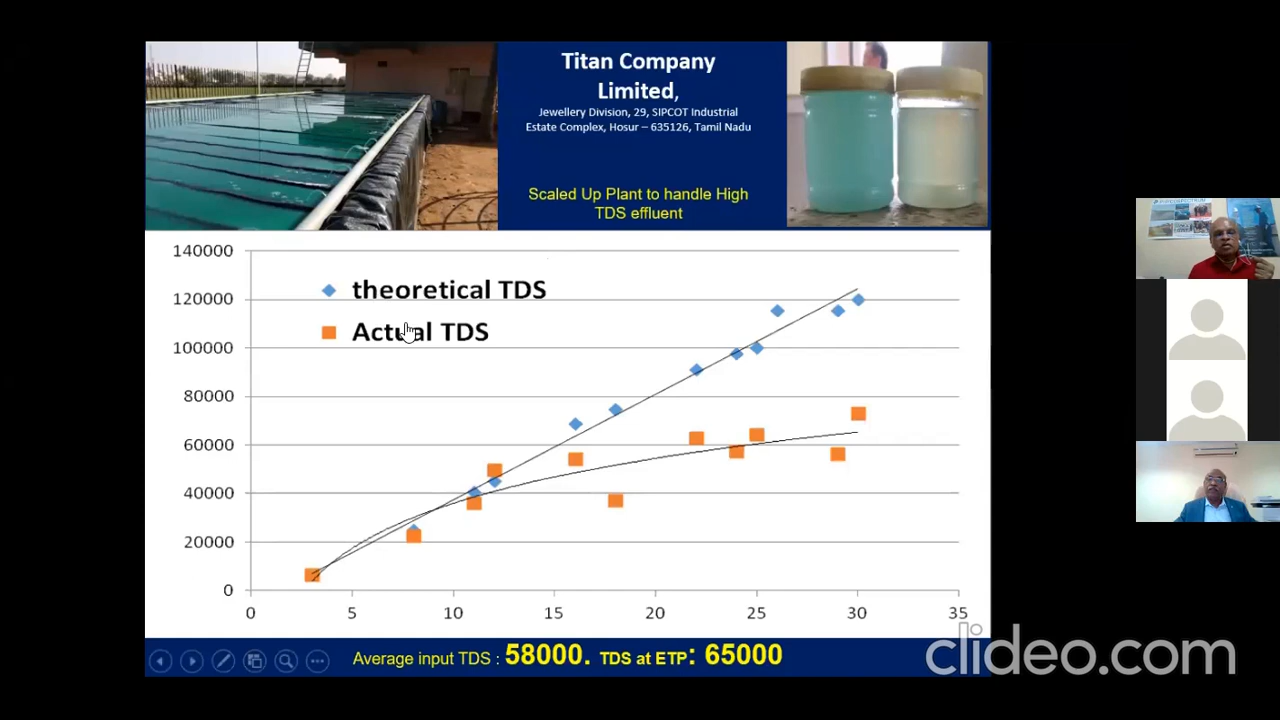 Titan Company
Limited,
Jewellery Division, 29, SIPCOT Industrial
Estate Complex, Hosur – 635126, Tamil Nadu
Scaled Up Plant to handle High
TDS effluent
140000
120000
100000
80000
60000
40000
20000
0
theoretical TDS
Actual TDS
0 5 10 15 20 25 30 35
Average input TDS : 58000. TDS at ETP: 65000
clideo.com